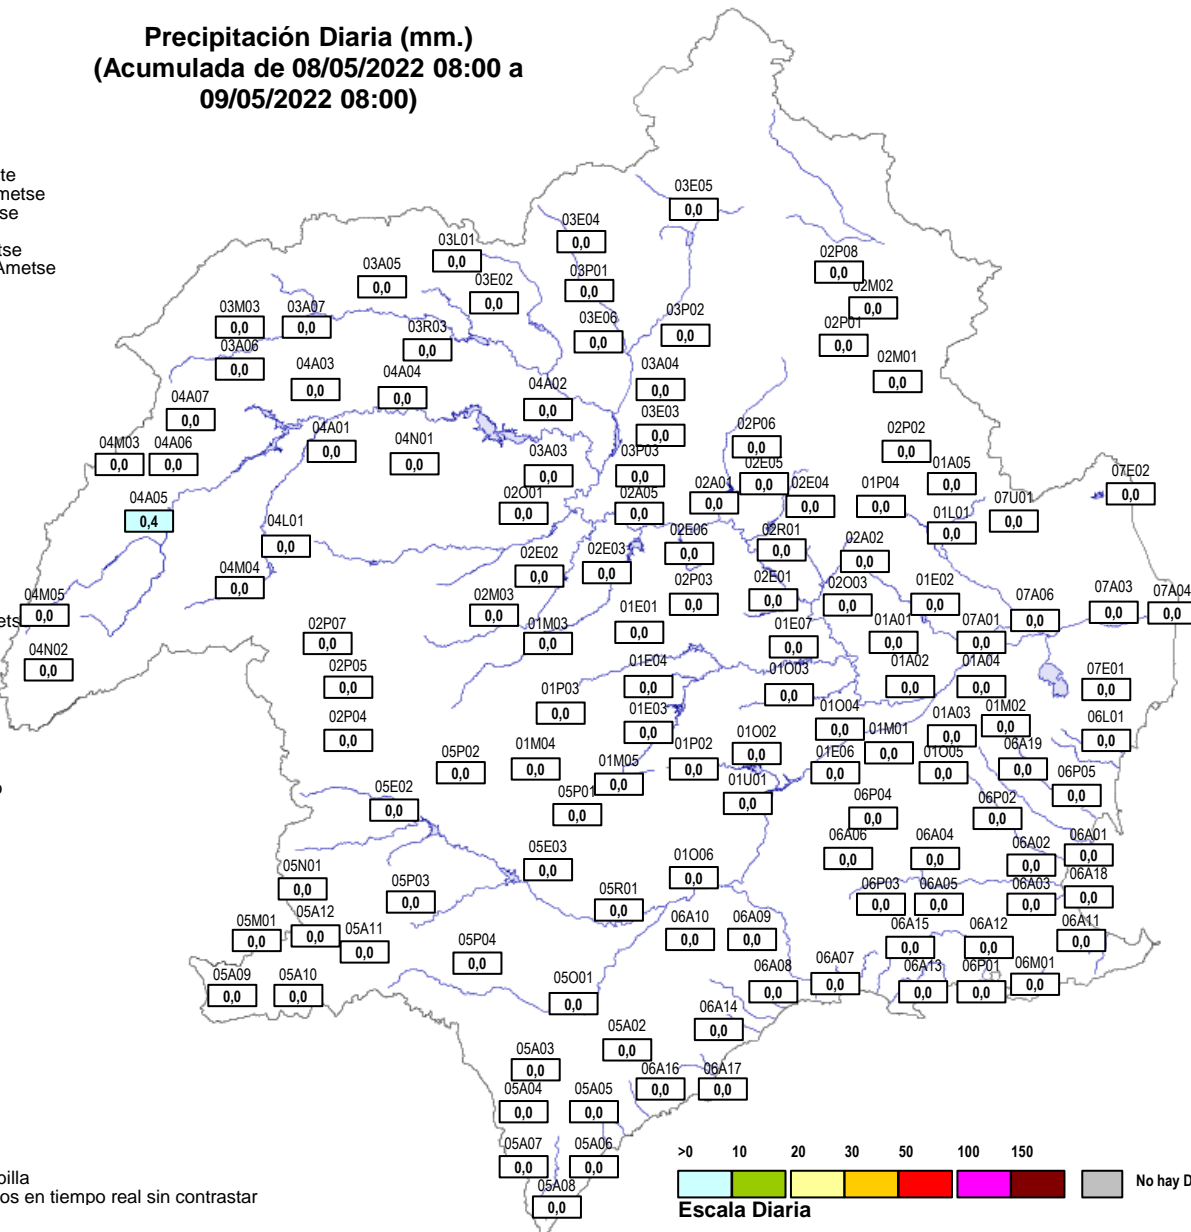 Precipitación Diaria (mm.)
(Acumulada de 08/05/2022 08:00 a
09/05/2022 08:00)
te
metse
se
tse
Ametse
03E05
0,0
03E04
0,0
03L01
0,0
03A05
0,0
03E02
0,0
03P01
0,0
02P08
0,0
02M02
0,0
03M03
0,0
03A07
0,0
03R03
0,0
03E06
0,0
03P02
0,0
02P01
0,0
03A06
0,0
04A03
0,0
04A04
0,0
04A02
0,0
03A04
0,0
02M01
0,0
04A07
0,0
03E03
0,0
04M03
0,0
04A06
0,0
04A01
0,0
04N01
0,0
03A03
0,0
03P03
0,0
02P06
0,0
02P02
0,0
02E05
0,0
01A05
0,0
07E02
0,0
04A05
0,4
02O01
0,0
02A05
0,0
02A01
0,0
02E04
0,0
01P04
0,0
07U01
0,0
01L01
0,0
04L01
0,0
02E06
0,0
02R01
0,0
02A02
0,0
04M04
0,0
02E02
0,0
02E03
0,0
02P03
0,0
02E01
0,0
02O03
0,0
01E02
0,0
07A03
0,0
07A04
0,0
04M05
0,0
ets
02M03
0,0
01E01
0,0
07A06
0,0
04N02
0,0
02P07
0,0
01M03
0,0
01E07
0,0
01A01
0,0
07A01
0,0
02P05
0,0
01E04
0,0
01O03
0,0
01A02
0,0
01A04
0,0
07E01
0,0
01P03
0,0
01E03
0,0
01O04
0,0
01A03
0,0
01M02
0,0
06L01
0,0
02P04
0,0
01O02
0,0
01M01
0,0
05P02
0,0
01M04
0,0
01M05
0,0
01P02
0,0
01E06
0,0
01O05
0,0
06A19
0,0
06P05
0,0
o
05E02
0,0
05P01
0,0
01U01
0,0
06P04
0,0
06P02
0,0
05E03
0,0
01O06
0,0
06A06
0,0
06A04
0,0
06A02
0,0
06A01
0,0
05N01
0,0
05P03
0,0
05R01
0,0
06P03
0,0
06A05
0,0
06A03
0,0
06A18
0,0
05M01
0,0
05A12
0,0
05A11
0,0
05P04
0,0
06A10
0,0
06A09
0,0
06A15
0,0
06A12
0,0
06A11
0,0
05A09
0,0
05A10
0,0
05O01
0,0
06A08
0,0
06A07
0,0
06A13
0,0
06P01
0,0
06M01
0,0
06A14
0,0
05A02
0,0
05A03
0,0
06A16
0,0
06A17
0,0
05A04
0,0
05A05
0,0
05A07
0,0
05A06
0,0
05A08
0,0
pilla
os en tiempo real sin contrastar
>0 10 20 30 50 100 150
No hay D
Escala Diaria